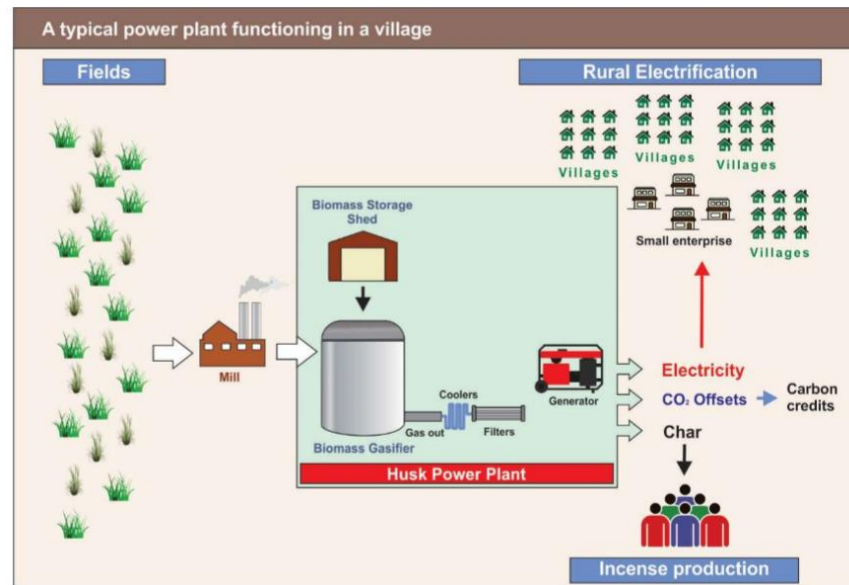 A typical power plant functioning in a village
Fields
Rural Electrification
Villages
Villages
Villages
Villages
Small enterprise
Biomass Storage
Shed
Mill
Biomass Gasifier
Gas out
Coolers
Filters
Generator
Husk Power Plant
Electricity
CO₂ Offsets
Carbon
credits
Char
Incense production